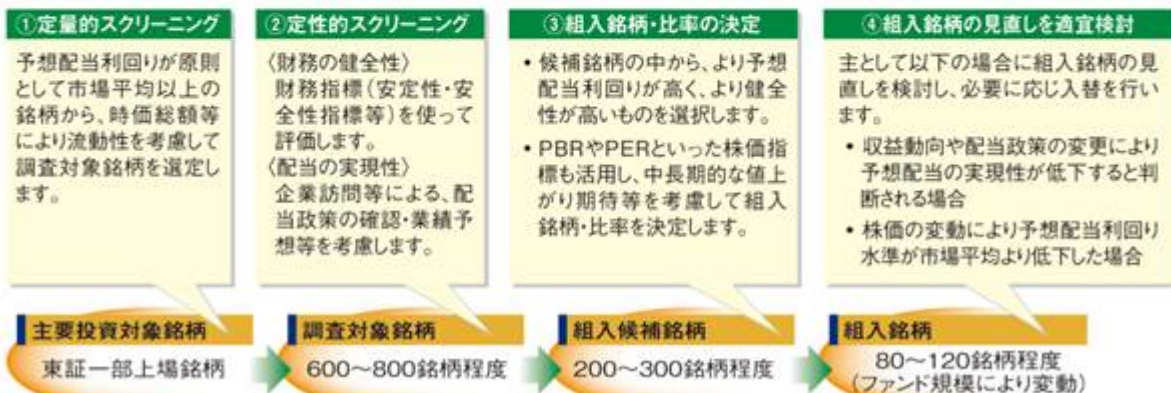 ①定量的スクリーニング
予想配当利回りが原則
として市場平均以上の
銘柄から、時価総額等
により流動性を考慮して
調査対象銘柄を選定し
ます。
②定性的スクリーニング
〈財務の健全性〉
財務指標(安定性・安
全性指標等)を使って
評価します。
〈配当の実現性〉
企業訪問等による、配
当政策の確認・業績予
想等を考慮します。
③組入銘柄・比率の決定
・候補銘柄の中から、より予想
配当利回りが高く、より健全
性が高いものを選択します。
・PBRやPERといった株価指
標も活用し、中長期的な値上
がり期待等を考慮して組入
銘柄・比率を決定します。
④組入銘柄の見直しを適宜検討
主として以下の場合に組入銘柄の見
直しを検討し、必要に応じ入替を行い
ます。
・収益動向や配当政策の変更により
予想配当の実現性が低下すると判
断される場合
・株価の変動により予想配当利回り
水準が市場平均より低下した場合
主要投資対象銘柄
東証一部上場銘柄
調査対象銘柄
600〜800銘柄程度
組入候補銘柄
200〜300銘柄程度
組入銘柄
80〜120銘柄程度
(ファンド規模により変動)